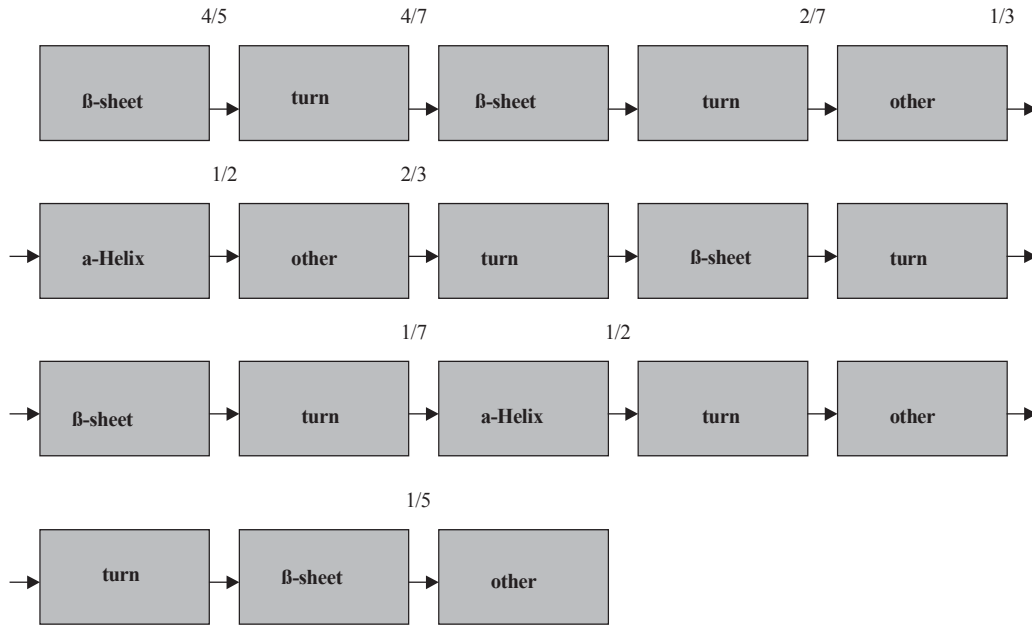 4/5 4/7 2/7 1/3
ß-sheet turn ß-sheet turn other
1/2 2/3
a-Helix other turn ß-sheet turn
1/7 1/2
ß-sheet turn a-Helix turn other
1/5
turn ß-sheet other